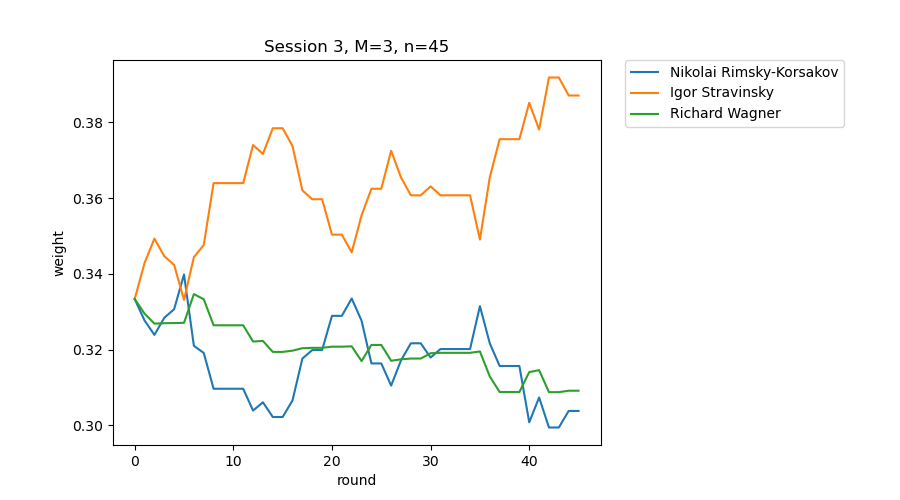 Session 3, M=3, n=45
Nikolai Rimsky-Korsakov
Igor Stravinsky
Richard Wagner
weight
0.38
0.36
0.34
0.32
0.30
0 10 20 30 40
round